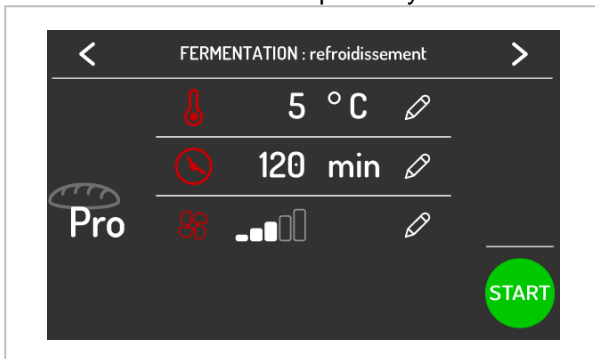 FERMENTATION : refroidissement
5 °C
120 min
Pro
START